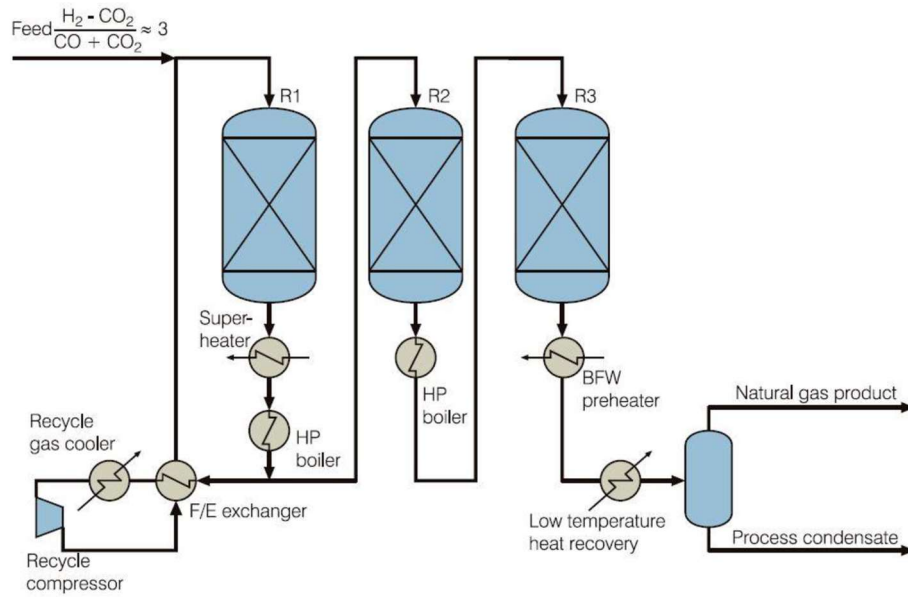 Feed H₂ - CO₂ / CO + CO₂ ≈ 3
R1
R2
R3
Super-
heater
HP
boiler
HP
boiler
BFW
preheater
Natural gas product
Recycle
gas cooler
F/E exchanger
Low temperature
heat recovery
Process condensate
Recycle
compressor